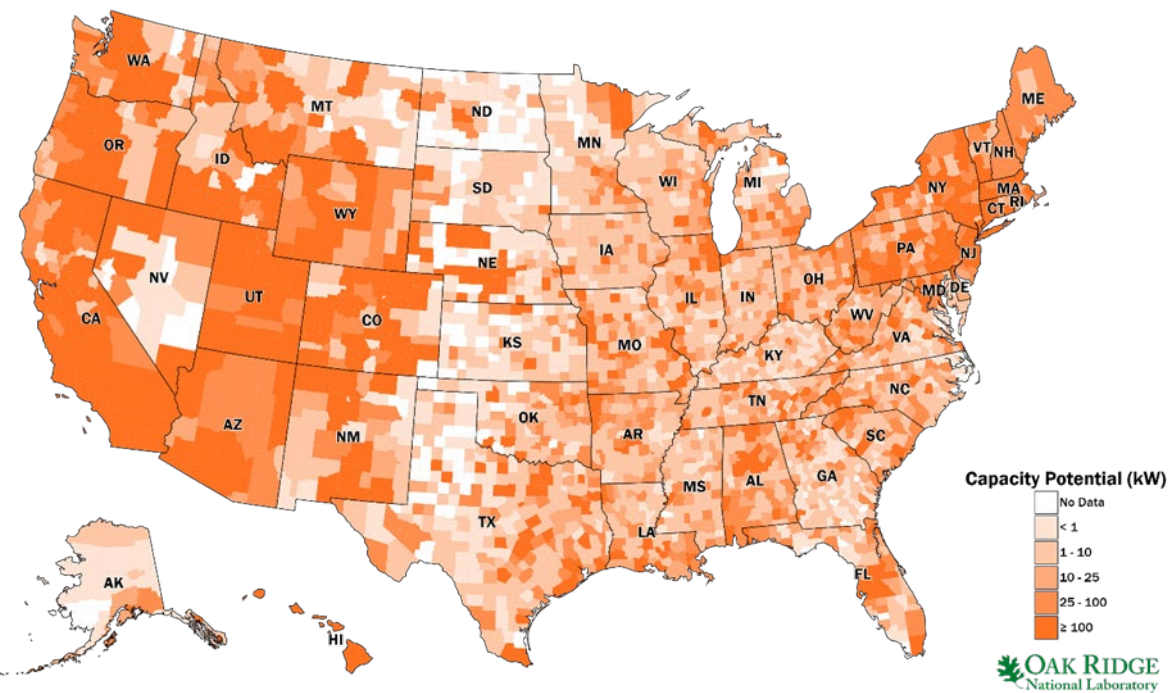 WA
MT
ND
ME
OR
ID
MN
VT
NH
SD
WI
MI
NY
MA
CT
RI
WY
NE
IA
PA
NJ
NV
UT
CO
IL
IN
OH
MD
DE
CA
KS
MO
KY
WV
VA
AZ
NM
OK
AR
TN
NC
SC
TX
LA
MS
AL
GA
FL
AK
HI
Capacity Potential (kW)
No Data
< 1
1 - 10
10 - 25
25 - 100
≥ 100
OAK RIDGE
National Laboratory